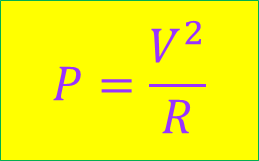 P = V²/R